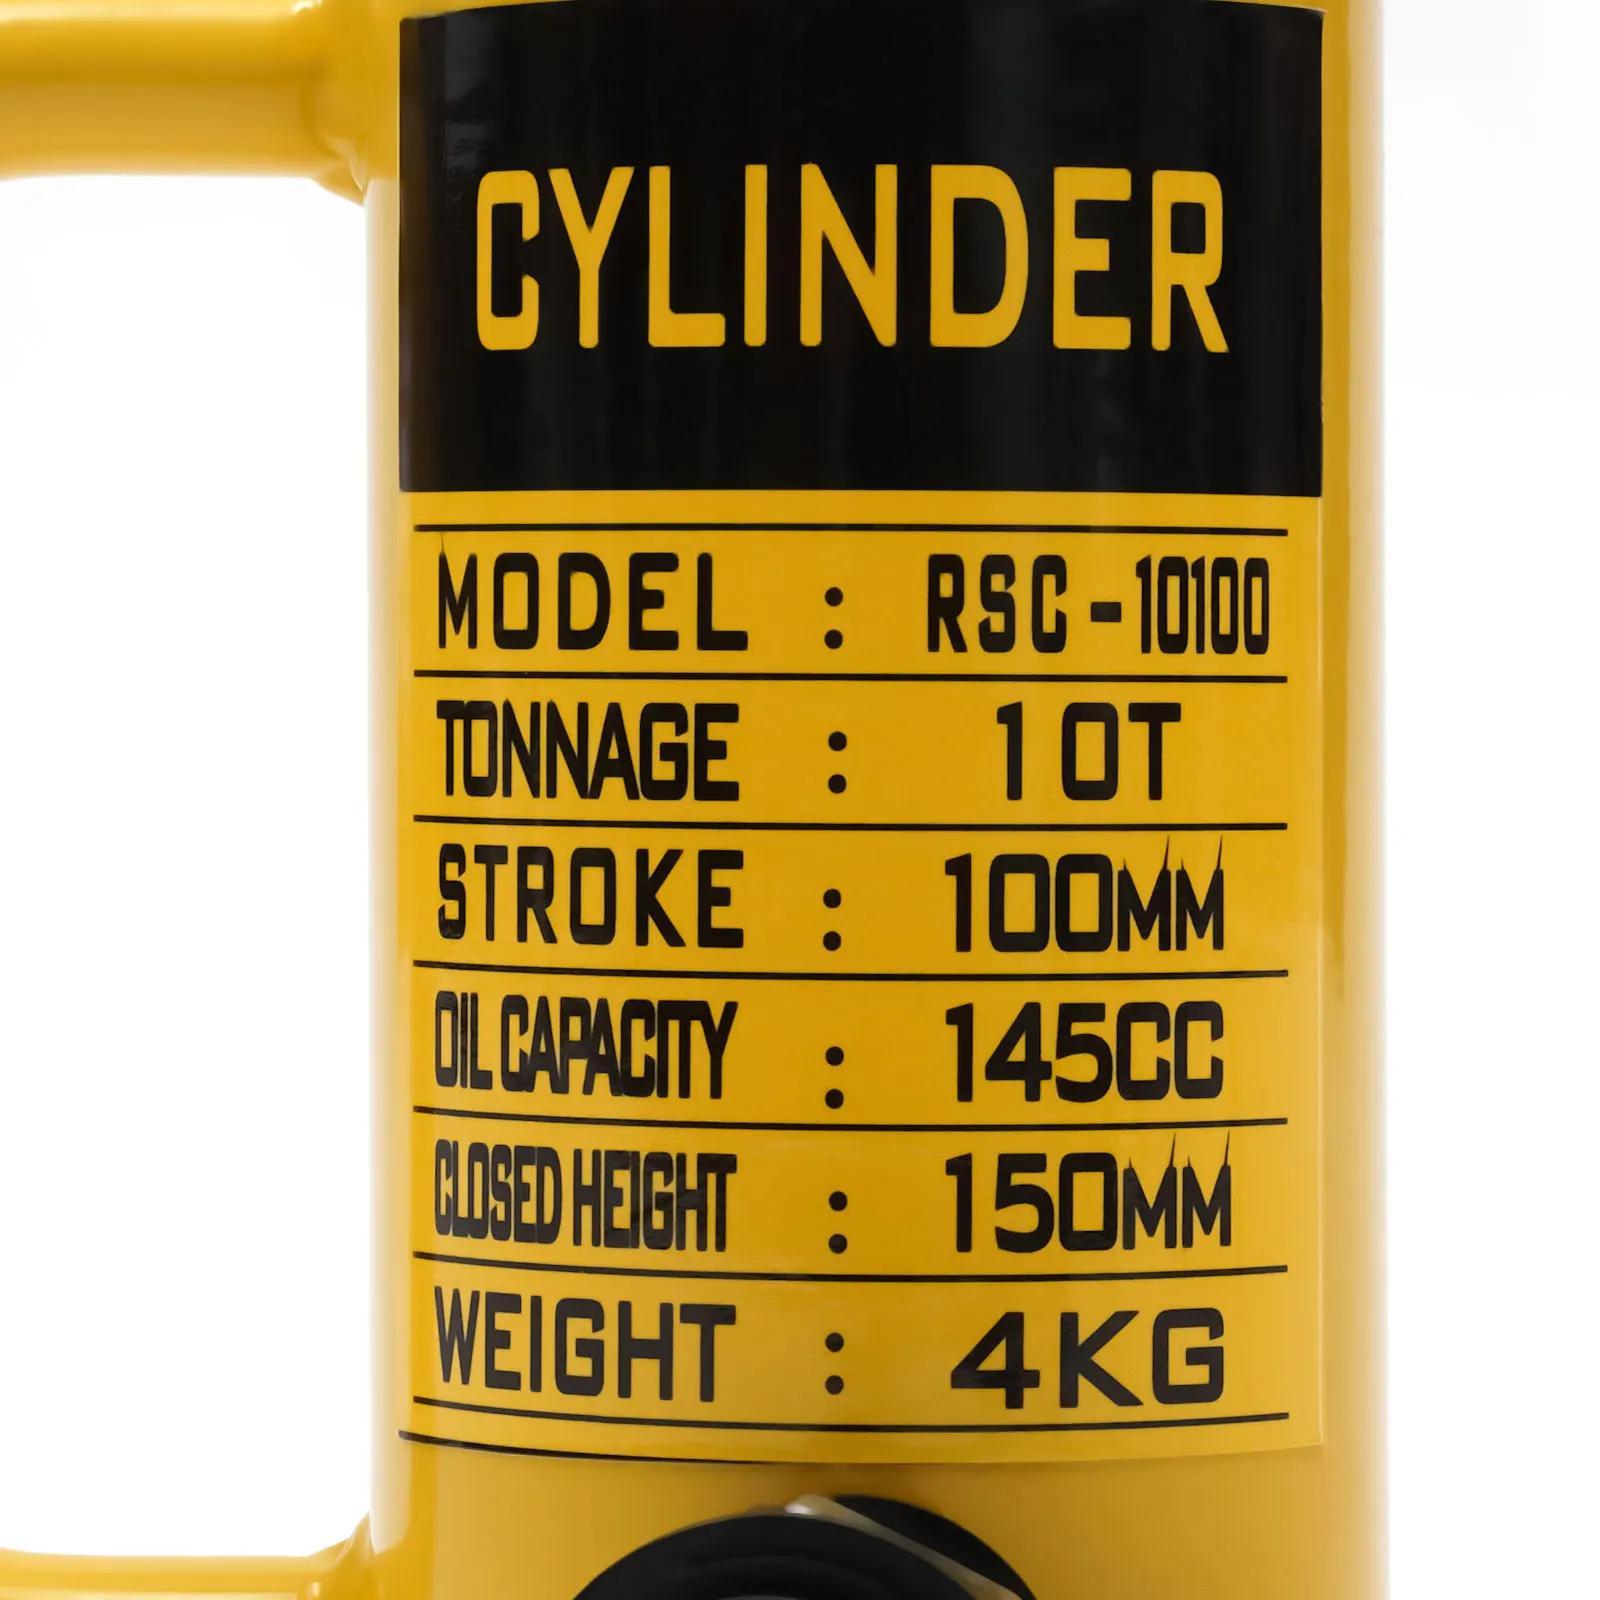 CYLINDER
MODEL : RSC-10100
TONNAGE : 10T
STROKE : 100MM
OIL CAPACITY : 145CC
CLOSED HEIGHT : 150MM
WEIGHT : 4KG